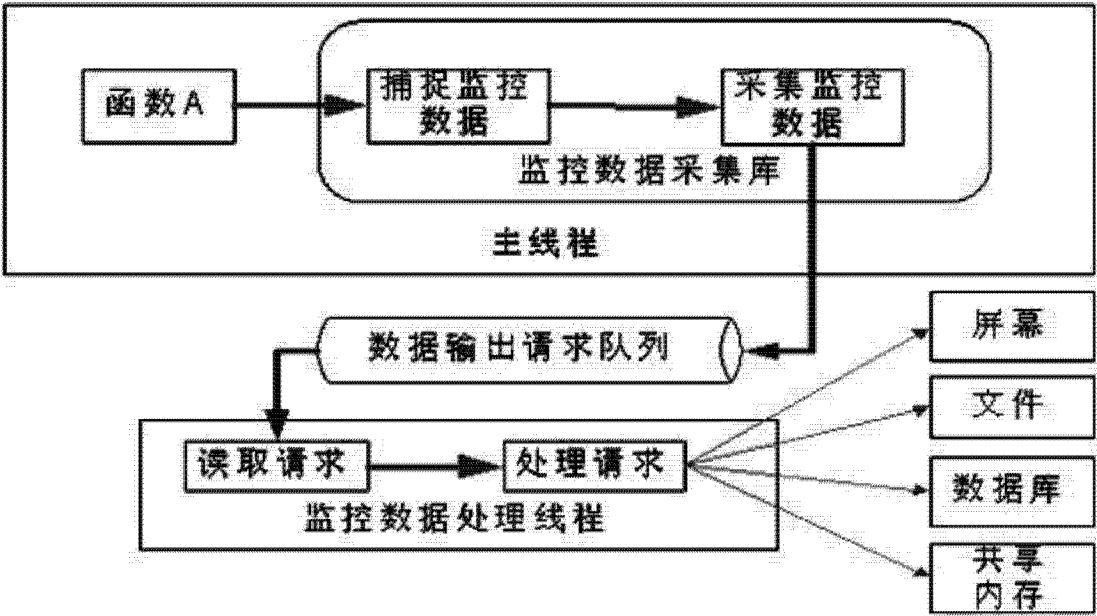 函数A
捕捉监控
数据
采集监控
数据
监控数据采集库
主线程
数据输出请求队列
屏幕
文件
读取请求
处理请求
数据库
监控数据处理线程
共享
内存